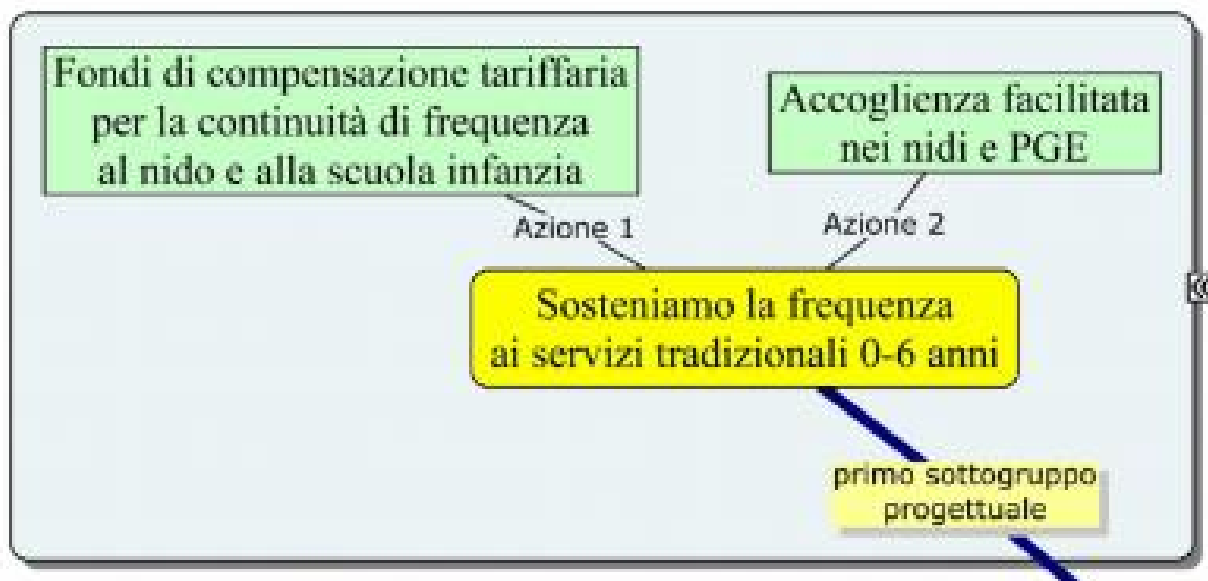 Fondi di compensazione tariffaria
per la continuità di frequenza
al nido e alla scuola infanzia
Accoglienza facilitata
nei nidi e PGE
Azione 1
Azione 2
Sosteniamo la frequenza
ai servizi tradizionali 0-6 anni
primo sottogruppo
progettuale